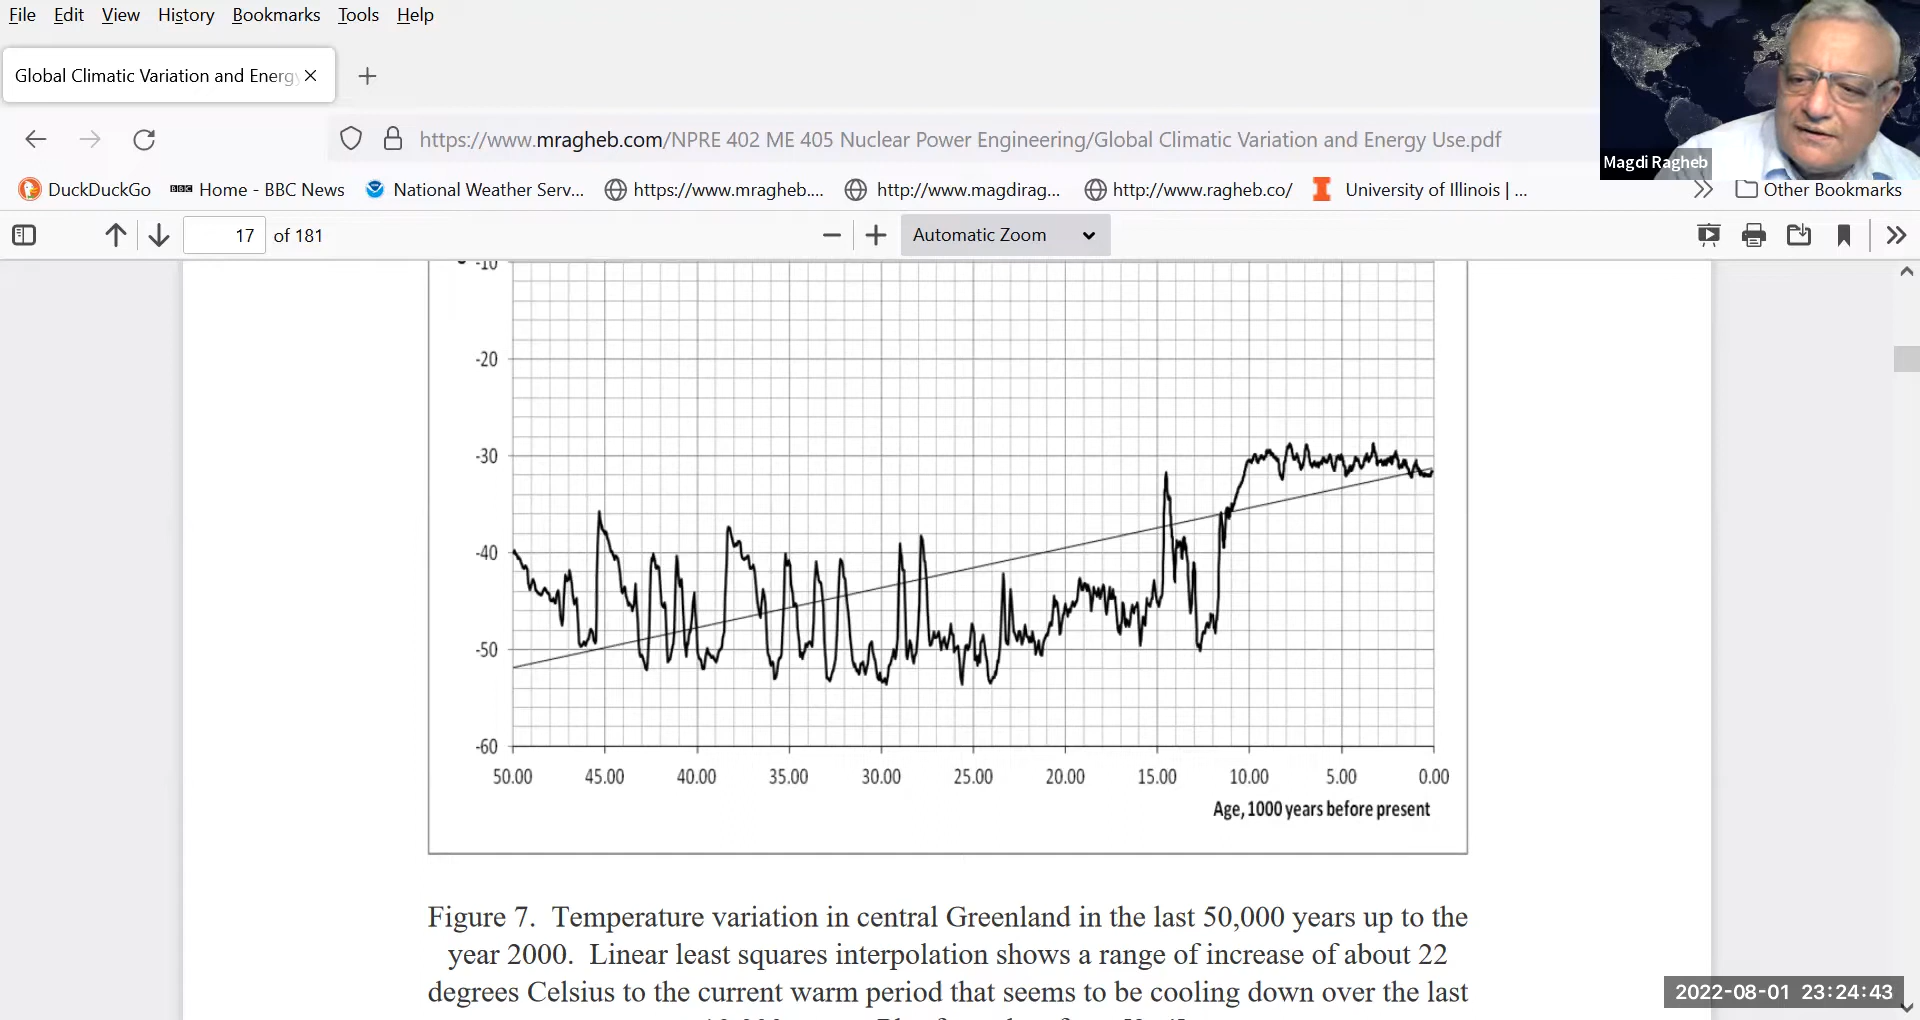 File Edit View History Bookmarks Tools Help
Global Climatic Variation and Energy
https://www.mragheb.com/NPRE 402 ME 405 Nuclear Power Engineering/Global Climatic Variation and Energy Use.pdf
Magdi Ragheb
DuckDuckGo BBC Home - BBC News National Weather Serv... https://www.mragheb.... http://www.magdirag... http://www.ragheb.co/ I University of Illinois | ... Other Bookmarks
17 of 181 Automatic Zoom
-10
-20
-30
-40
-50
-60
50.00 45.00 40.00 35.00 30.00 25.00 20.00 15.00 10.00 5.00 0.00
Age, 1000 years before present
Figure 7. Temperature variation in central Greenland in the last 50,000 years up to the
year 2000. Linear least squares interpolation shows a range of increase of about 22
degrees Celsius to the current warm period that seems to be cooling down over the last
2022-08-01 23:24:43